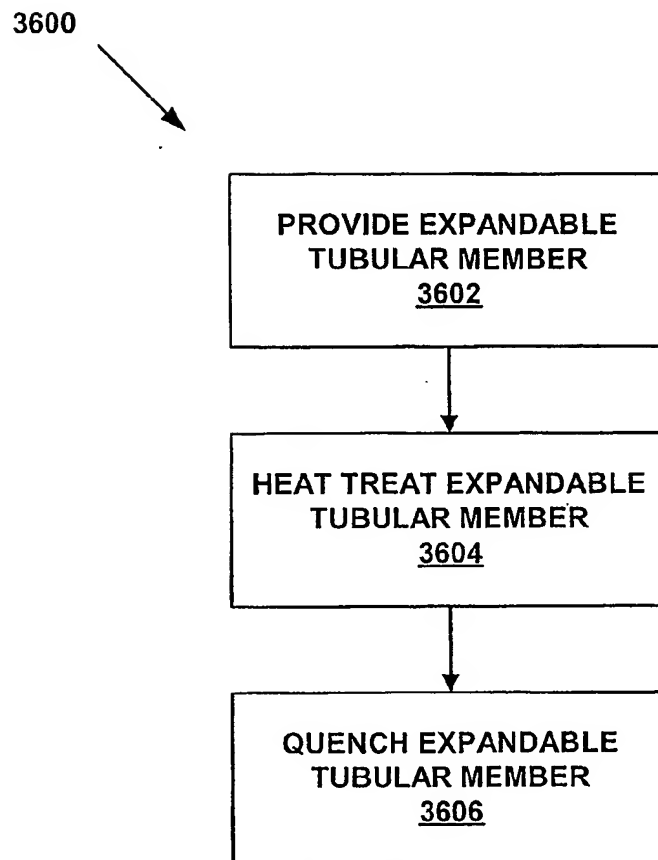 3600
PROVIDE EXPANDABLE
TUBULAR MEMBER
3602
HEAT TREAT EXPANDABLE
TUBULAR MEMBER
3604
QUENCH EXPANDABLE
TUBULAR MEMBER
3606